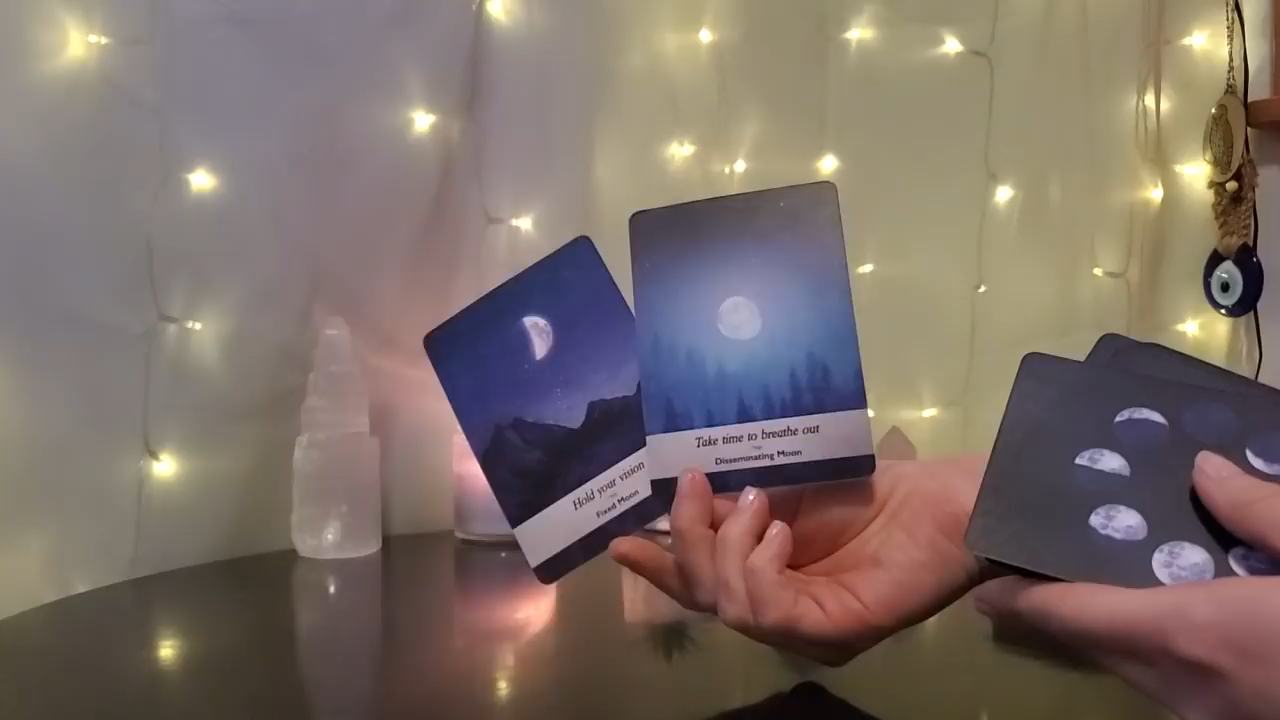 Hold your vision
Fixed Moon
Take time to breathe out
Disseminating Moon